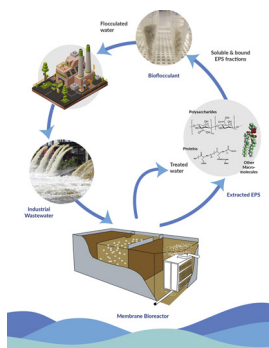 Flocculated
water
Bioflocculant
Soluble & bound
EPS fractions
Polysaccharides
Proteins
Other
Macro-
molecules
Treated
water
Extracted EPS
Industrial
Wastewater
Membrane Bioreactor